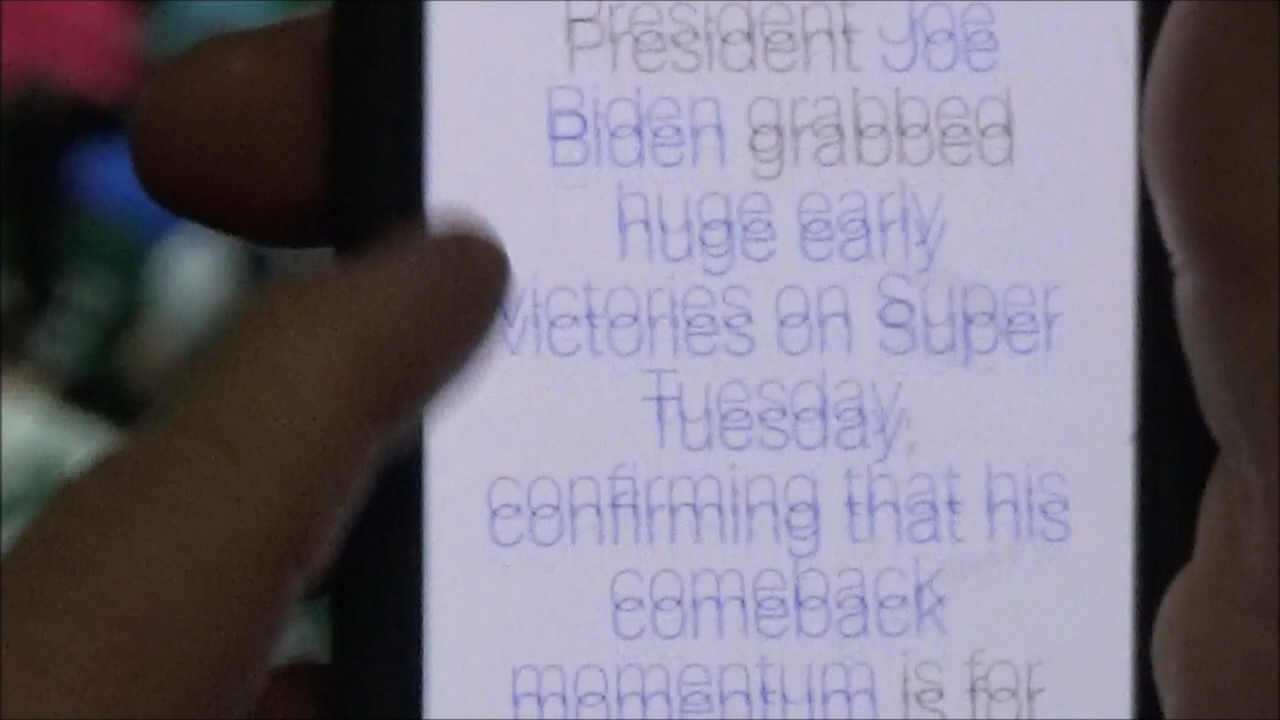 President Joe
Biden grabbed
huge early
victories on Super
Tuesday,
confirming that his
comeback
momentum is for